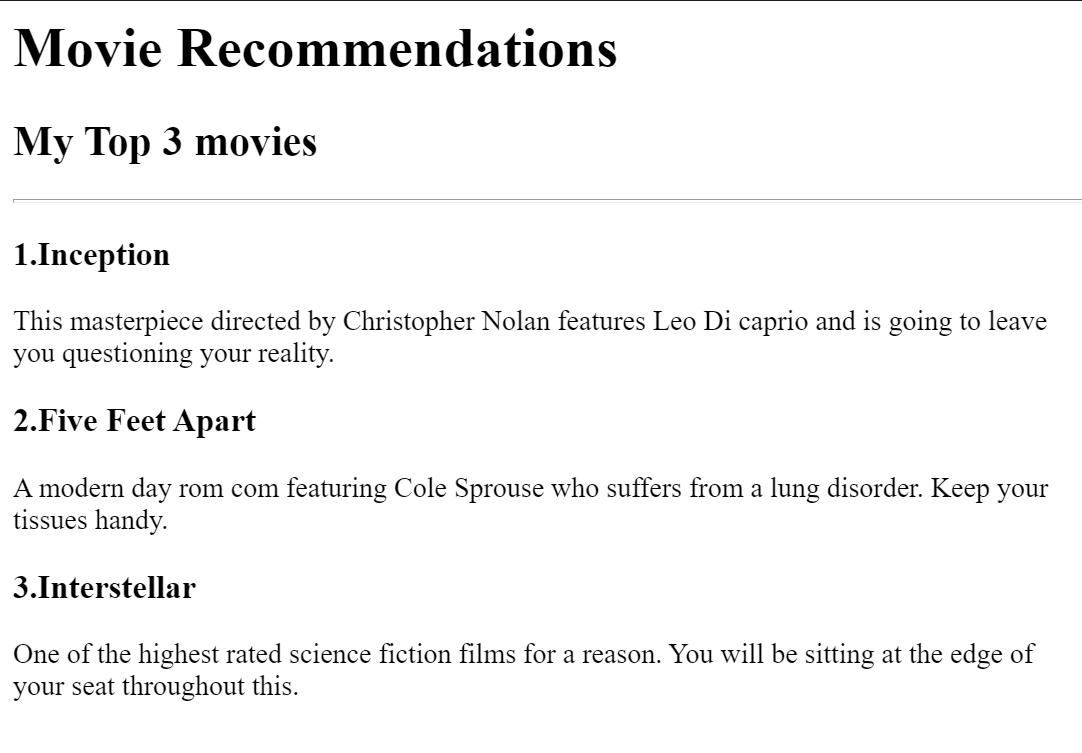 Movie Recommendations
My Top 3 movies
1.Inception
This masterpiece directed by Christopher Nolan features Leo Di caprio and is going to leave
you questioning your reality.
2.Five Feet Apart
A modern day rom com featuring Cole Sprouse who suffers from a lung disorder. Keep your
tissues handy.
3.Interstellar
One of the highest rated science fiction films for a reason. You will be sitting at the edge of
your seat throughout this.